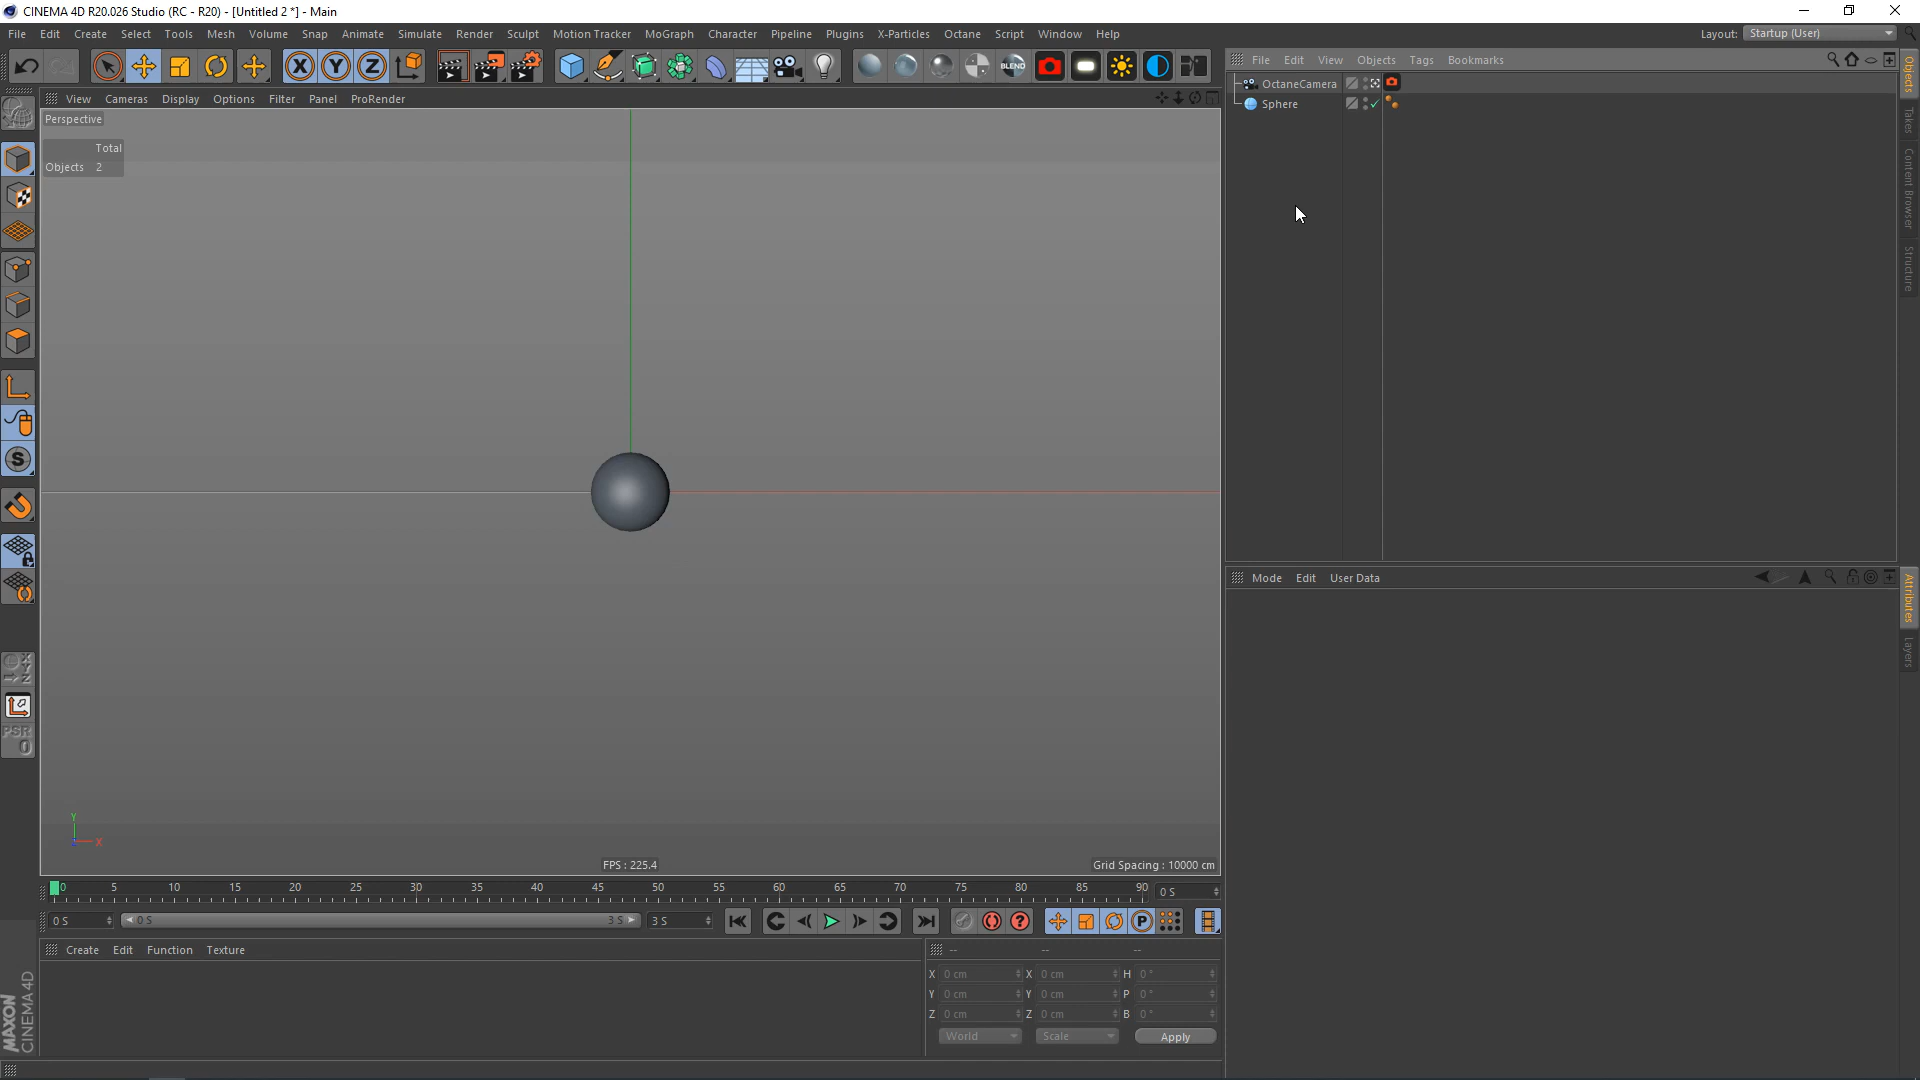 CINEMA 4D R20.026 Studio (RC - R20) - [Untitled 2 *] - Main
File Edit Create Select Tools Mesh Volume Snap Animate Simulate Render Sculpt Motion Tracker MoGraph Character Pipeline Plugins X-Particles Octane Script Window Help Layout: Startup (User)
X Y Z BLEND
File Edit View Objects Tags Bookmarks
View Cameras Display Options Filter Panel ProRender
OctaneCamera
Sphere
Perspective
Total
Objects 2
Objects
Takes
Content Browser
Structure
Mode Edit User Data
Attributes
Layers
S
PSR
0
Y
X
FPS : 225.4
Grid Spacing : 10000 cm
0 5 10 15 20 25 30 35 40 45 50 55 60 65 70 75 80 85 90 0 S
0 S 0 S 3 S 3 S ? P
Create Edit Function Texture
-- -- --
X 0 cm X 0 cm H 0 °
Y 0 cm Y 0 cm P 0 °
Z 0 cm Z 0 cm B 0 °
World Scale Apply
MAXON
CINEMA 4D